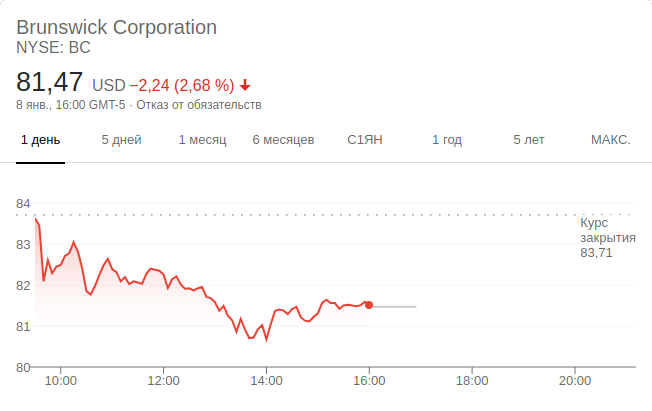 Brunswick Corporation
NYSE: BC
81,47 USD −2,24 (2,68 %)
8 янв., 16:00 GMT-5 · Отказ от обязательств
1 день 5 дней 1 месяц 6 месяцев С1ЯН 1 год 5 лет МАКС.
84
83
82
81
80
Курс
закрытия
83,71
10:00 12:00 14:00 16:00 18:00 20:00